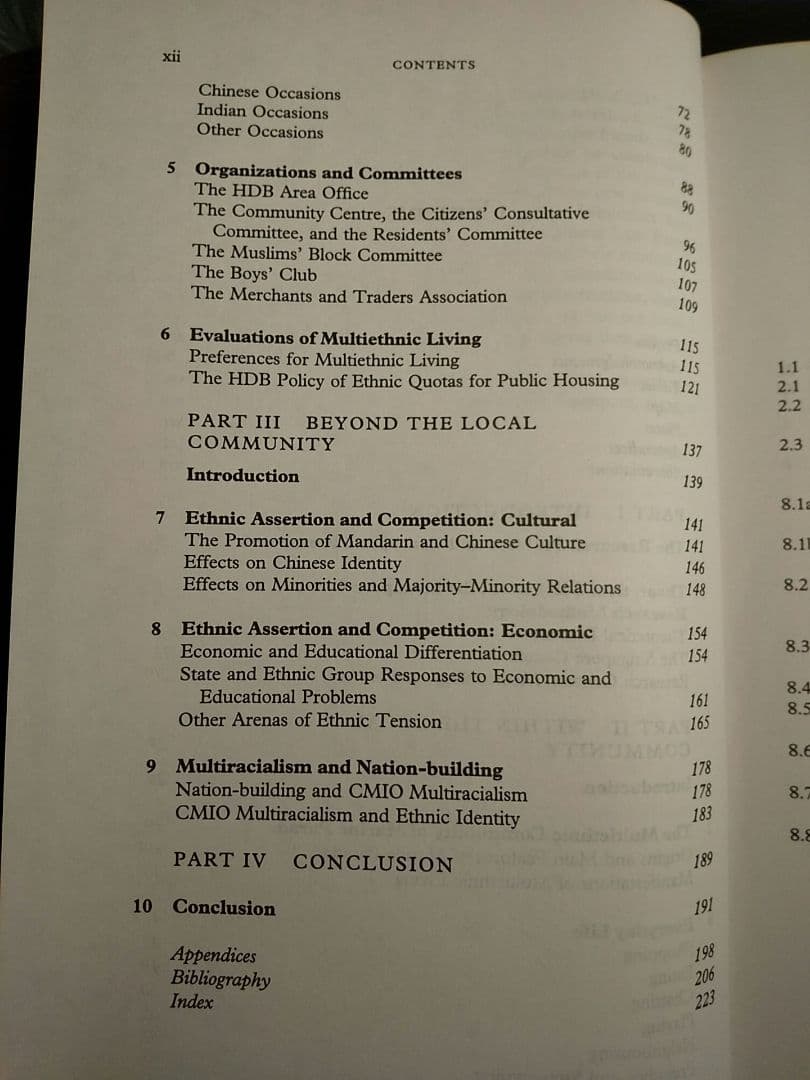 xii
CONTENTS
Chinese Occasions 72
Indian Occasions 78
Other Occasions 80
5 Organizations and Committees 88
The HDB Area Office 90
The Community Centre, the Citizens' Consultative
Committee, and the Residents' Committee 96
The Muslims' Block Committee 105
The Boys' Club 107
The Merchants and Traders Association 109
6 Evaluations of Multiethnic Living 115
Preferences for Multiethnic Living 115
The HDB Policy of Ethnic Quotas for Public Housing 121
PART III BEYOND THE LOCAL
COMMUNITY 137
Introduction 139
7 Ethnic Assertion and Competition: Cultural 141
The Promotion of Mandarin and Chinese Culture 141
Effects on Chinese Identity 146
Effects on Minorities and Majority–Minority Relations 148
8 Ethnic Assertion and Competition: Economic 154
Economic and Educational Differentiation 154
State and Ethnic Group Responses to Economic and
Educational Problems 161
Other Arenas of Ethnic Tension 165
9 Multiracialism and Nation-building 178
Nation-building and CMIO Multiracialism 178
CMIO Multiracialism and Ethnic Identity 183
PART IV CONCLUSION 189
10 Conclusion 191
Appendices 198
Bibliography 206
Index 223
1.1
2.1
2.2
2.3
8.2
8.3
8.4
8.5